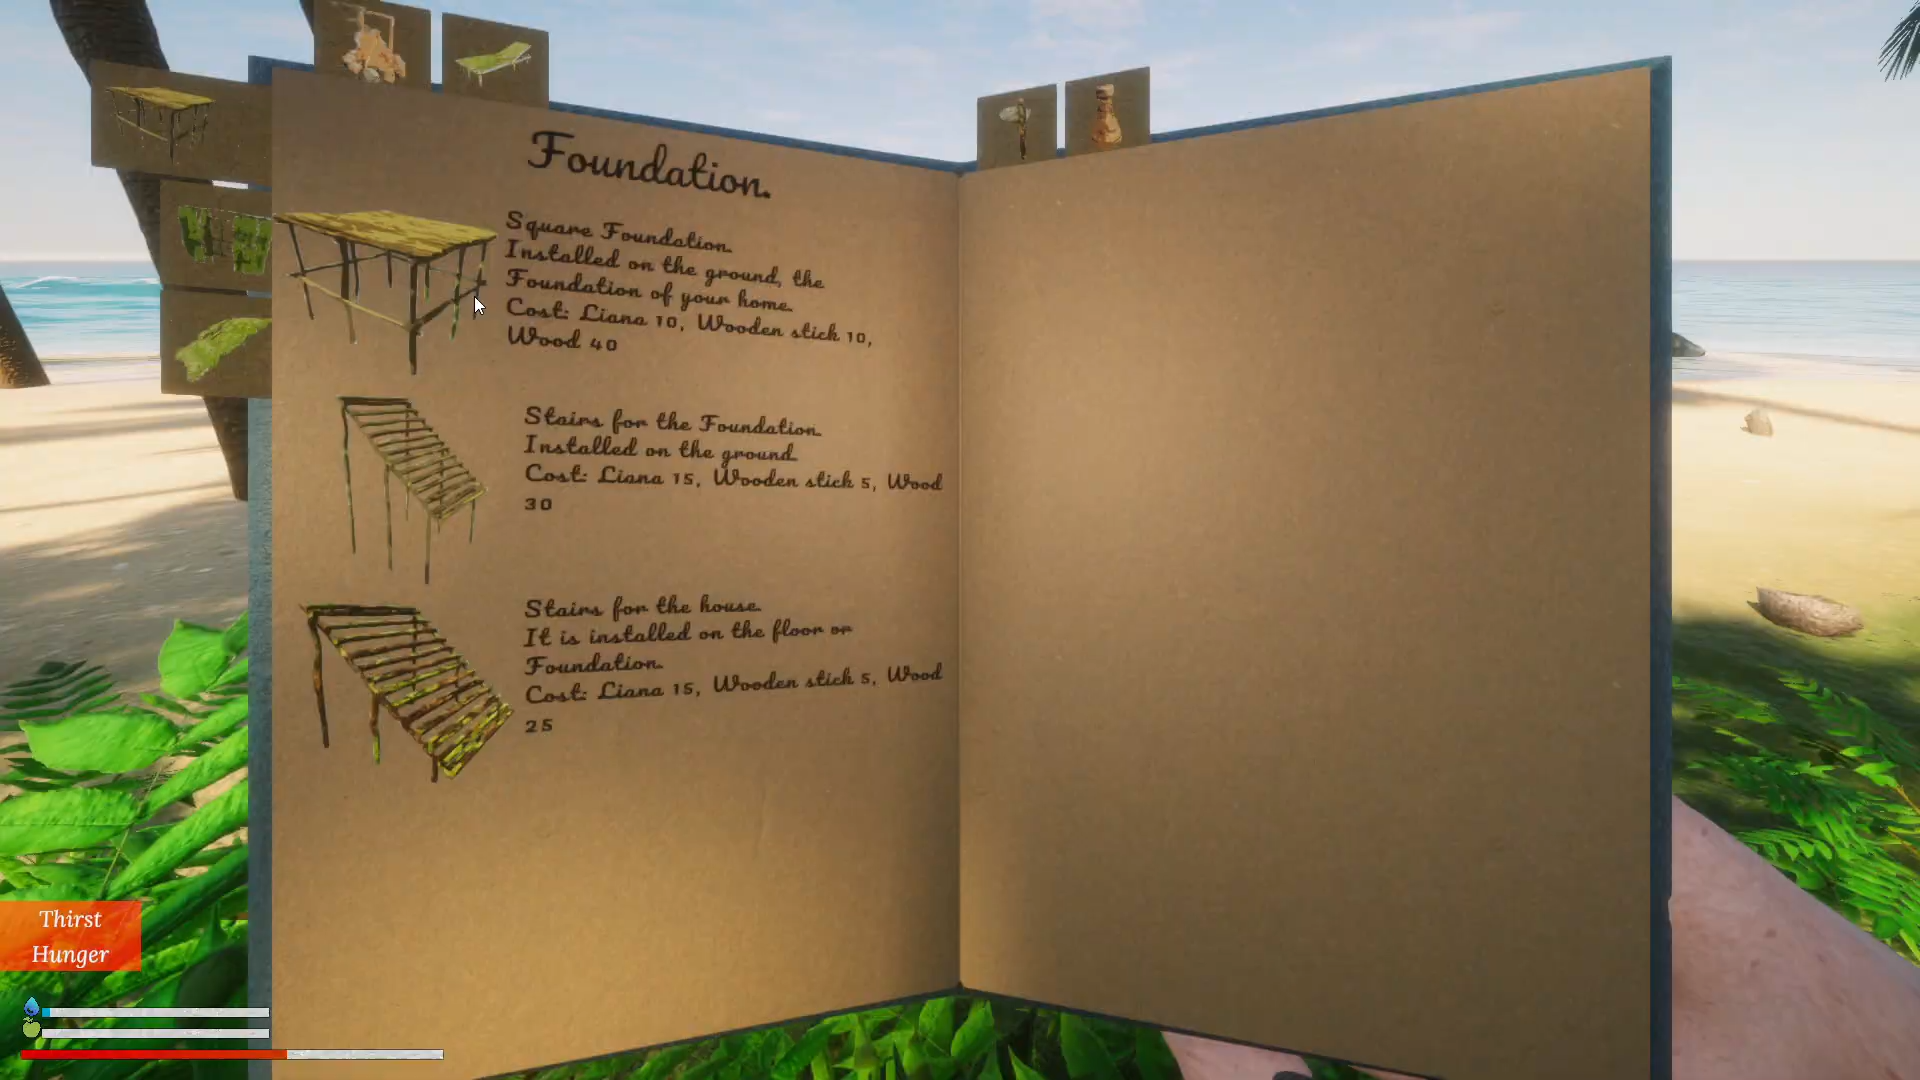 Foundation.
Square Foundation.
Installed on the ground, the
Foundation of your home.
Cost: Liana 10, Wooden stick 10,
Wood 40
Stairs for the Foundation.
Installed on the ground.
Cost: Liana 15, Wooden stick 5, Wood
30
Stairs for the house.
It is installed on the floor or
Foundation.
Cost: Liana 15, Wooden stick 5, Wood
25
Thirst
Hunger